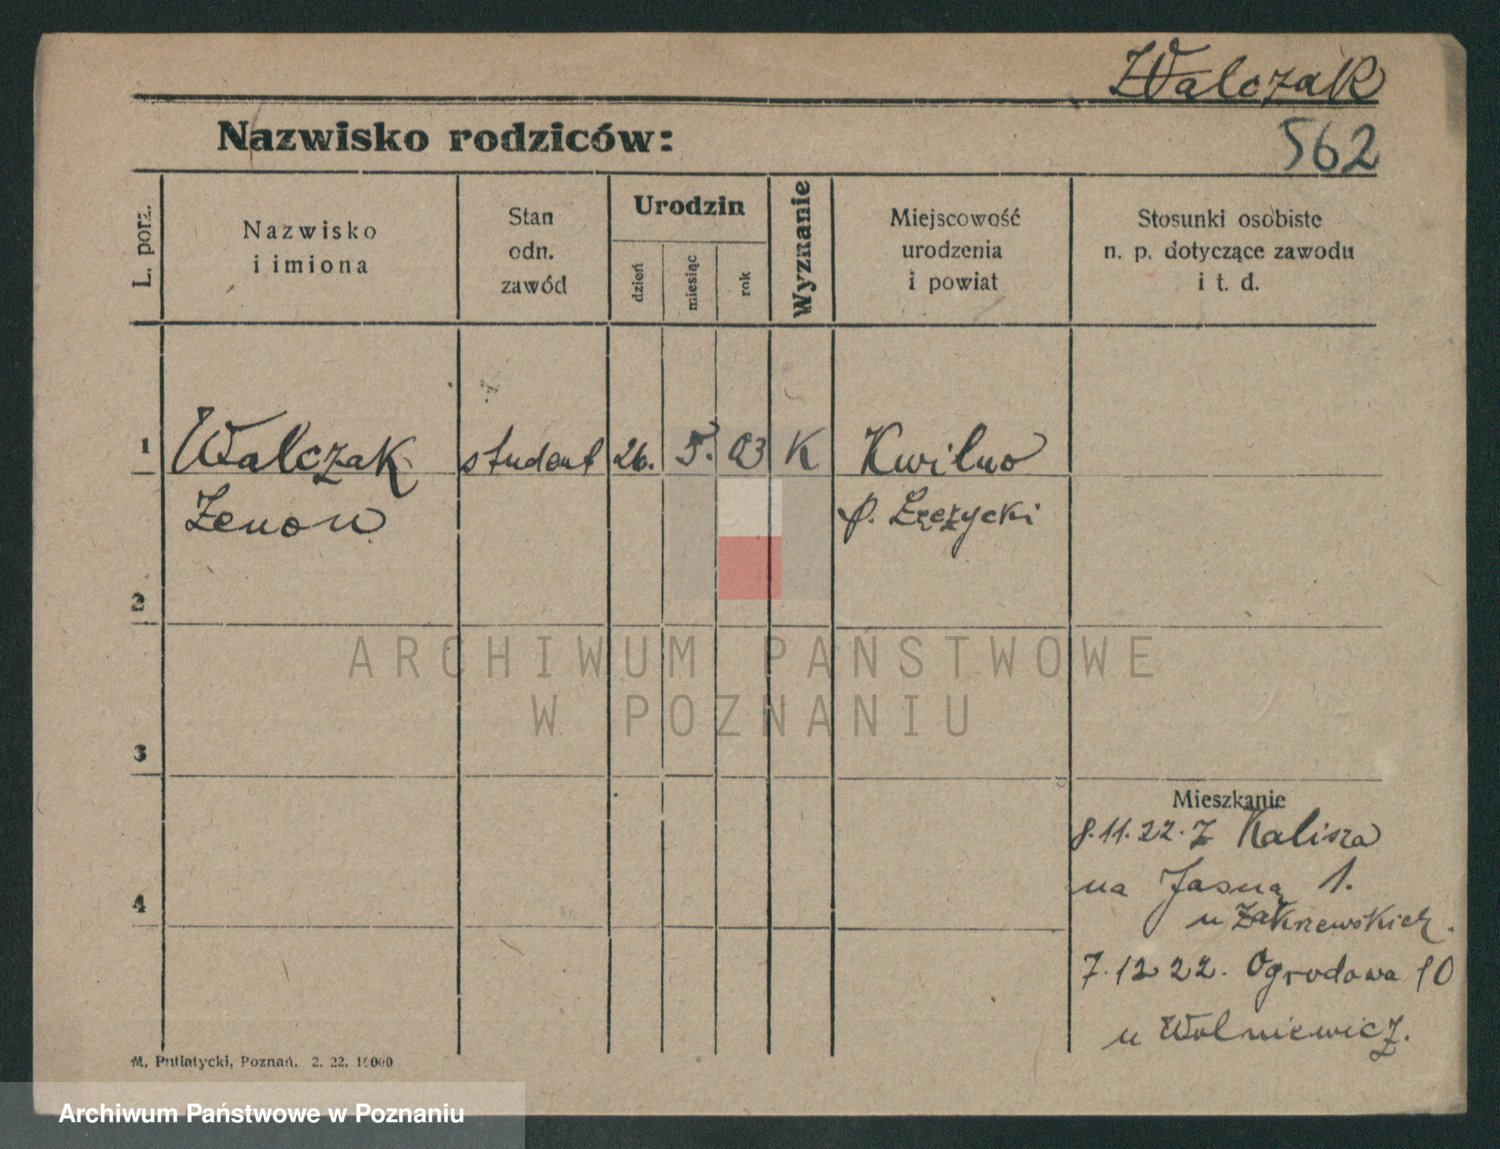 Walczak
Nazwisko rodziców:
562
L. porz.
Nazwisko
i imiona
Stan
odn.
zawód
Urodzin
dzień
miesiąc
rok
Wyznanie
Miejscowość
urodzenia
i powiat
Stosunki osobiste
n. p. dotyczące zawodu
i t. d.
1
Walczak student 26. 5. 03 K Kwilno
Zenon p. Łęczycki
2
ARCHIWUM PAŃSTWOWE
W POZNANIU
3
Mieszkanie
8.11.22. Z Kalisza
na Jasną 1.
4
u Zakrzewskich.
7.12 22. Ogrodowa 10
u Wolniewicz.
M. Putiatycki, Poznań. 2. 22. 10000
Archiwum Państwowe w Poznaniu